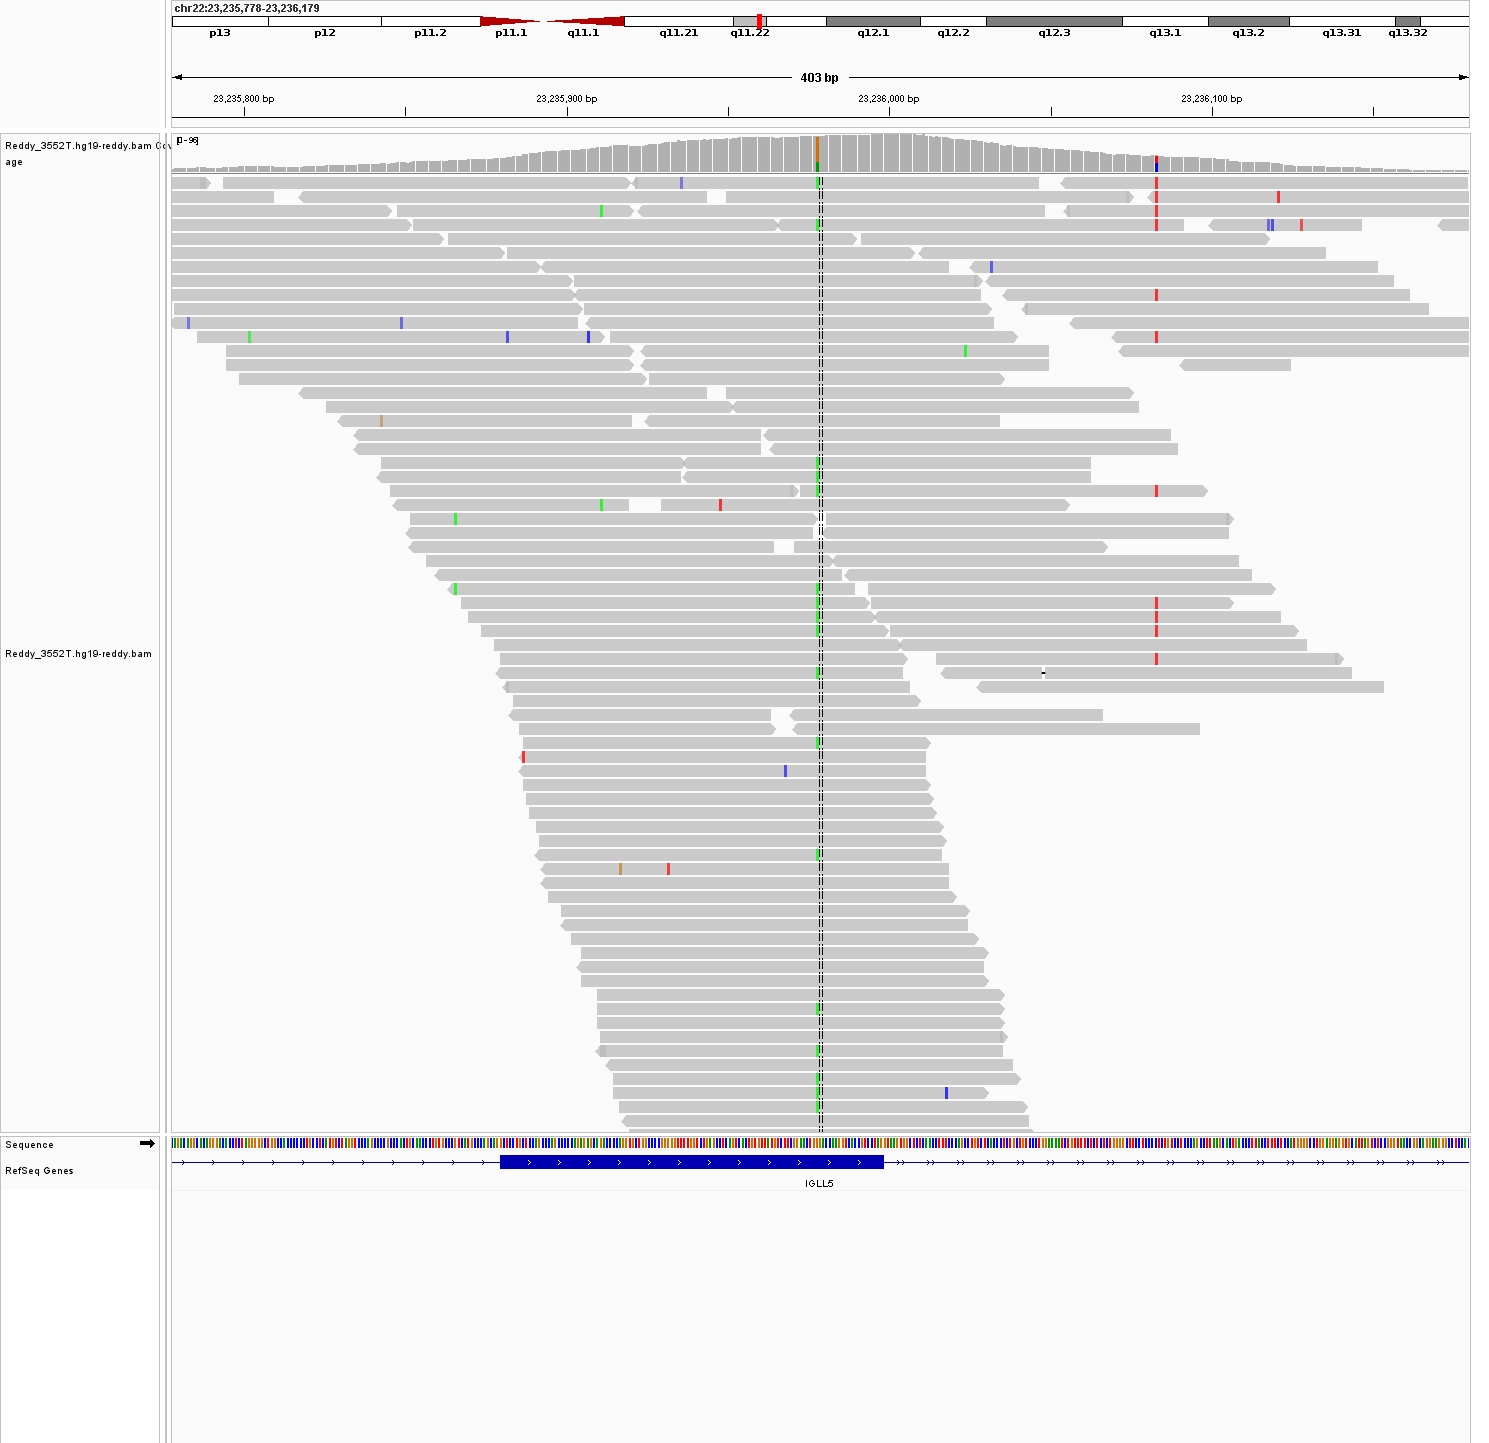 chr22:23,235,778-23,236,179
p13 p12 p11.2 p11.1 q11.1 q11.21 q11.22 q12.1 q12.2 q12.3 q13.1 q13.2 q13.31 q13.32
403 bp
23,235,800 bp 23,235,900 bp 23,236,000 bp 23,236,100 bp
Reddy_3552T.hg19-reddy.bam Cov
age
[0-96]
Reddy_3552T.hg19-reddy.bam
Sequence
RefSeq Genes
IGLL5